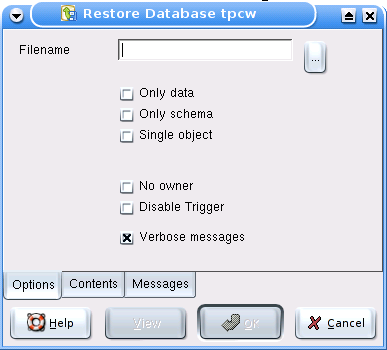 Restore Database tpcw
Filename
...
Only data
Only schema
Single object
No owner
Disable Trigger
Verbose messages
Options Contents Messages
Help View OK Cancel